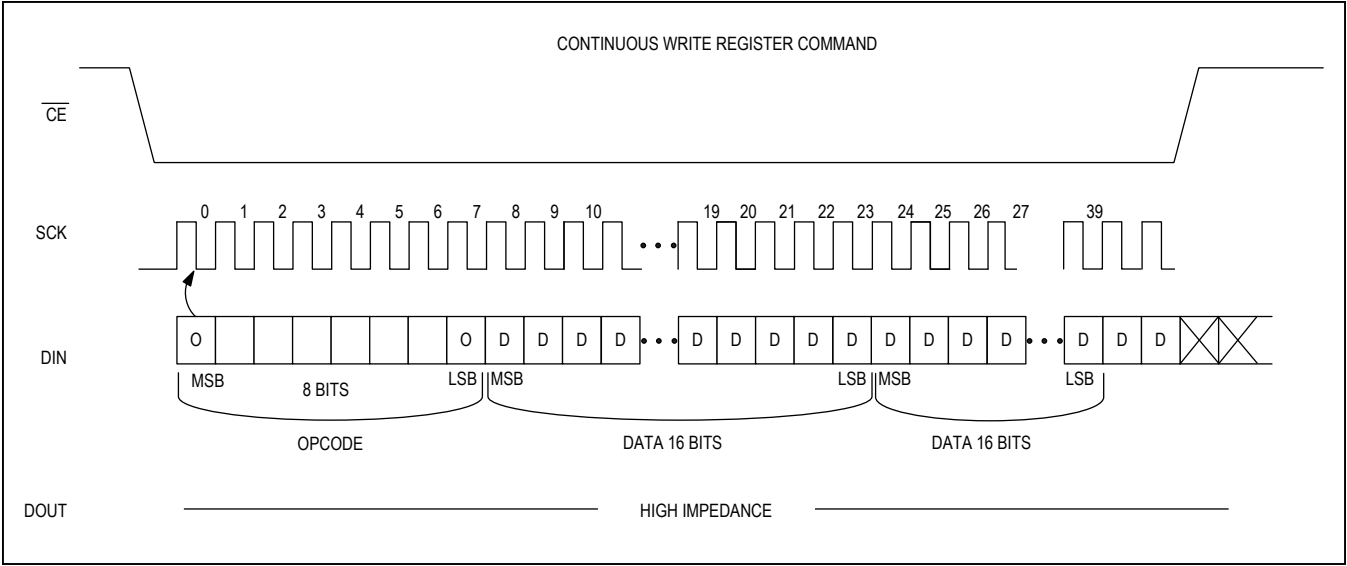 CONTINUOUS WRITE REGISTER COMMAND
CE
SCK
0 1 2 3 4 5 6 7 8 9 10 19 20 21 22 23 24 25 26 27 39
DIN
O O D D D D D D D D D D D D D D D D
MSB 8 BITS LSB MSB LSB MSB LSB
OPCODE DATA 16 BITS DATA 16 BITS
DOUT HIGH IMPEDANCE